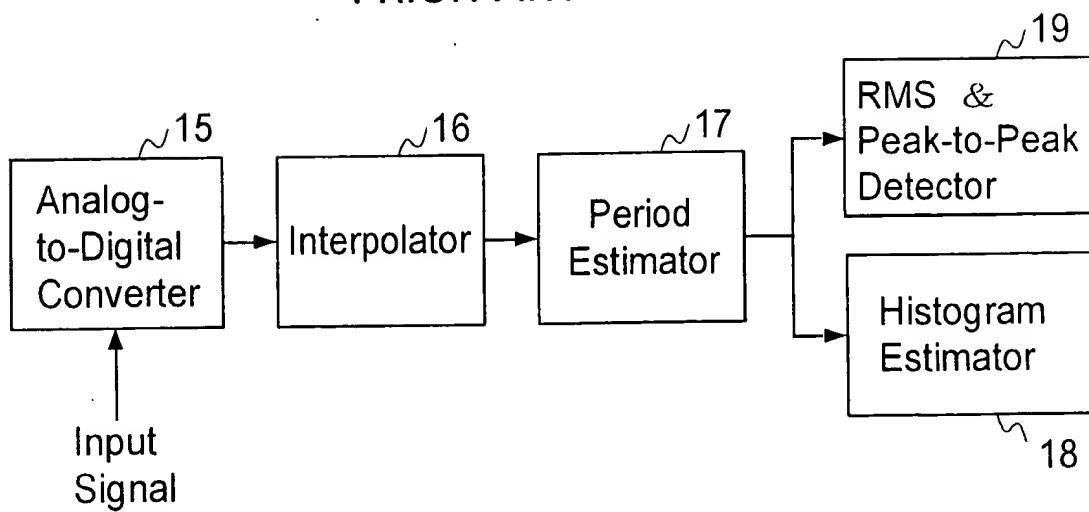 15
Analog-
to-Digital
Converter
Input
Signal
16
Interpolator
17
Period
Estimator
19
RMS &
Peak-to-Peak
Detector
Histogram
Estimator
18